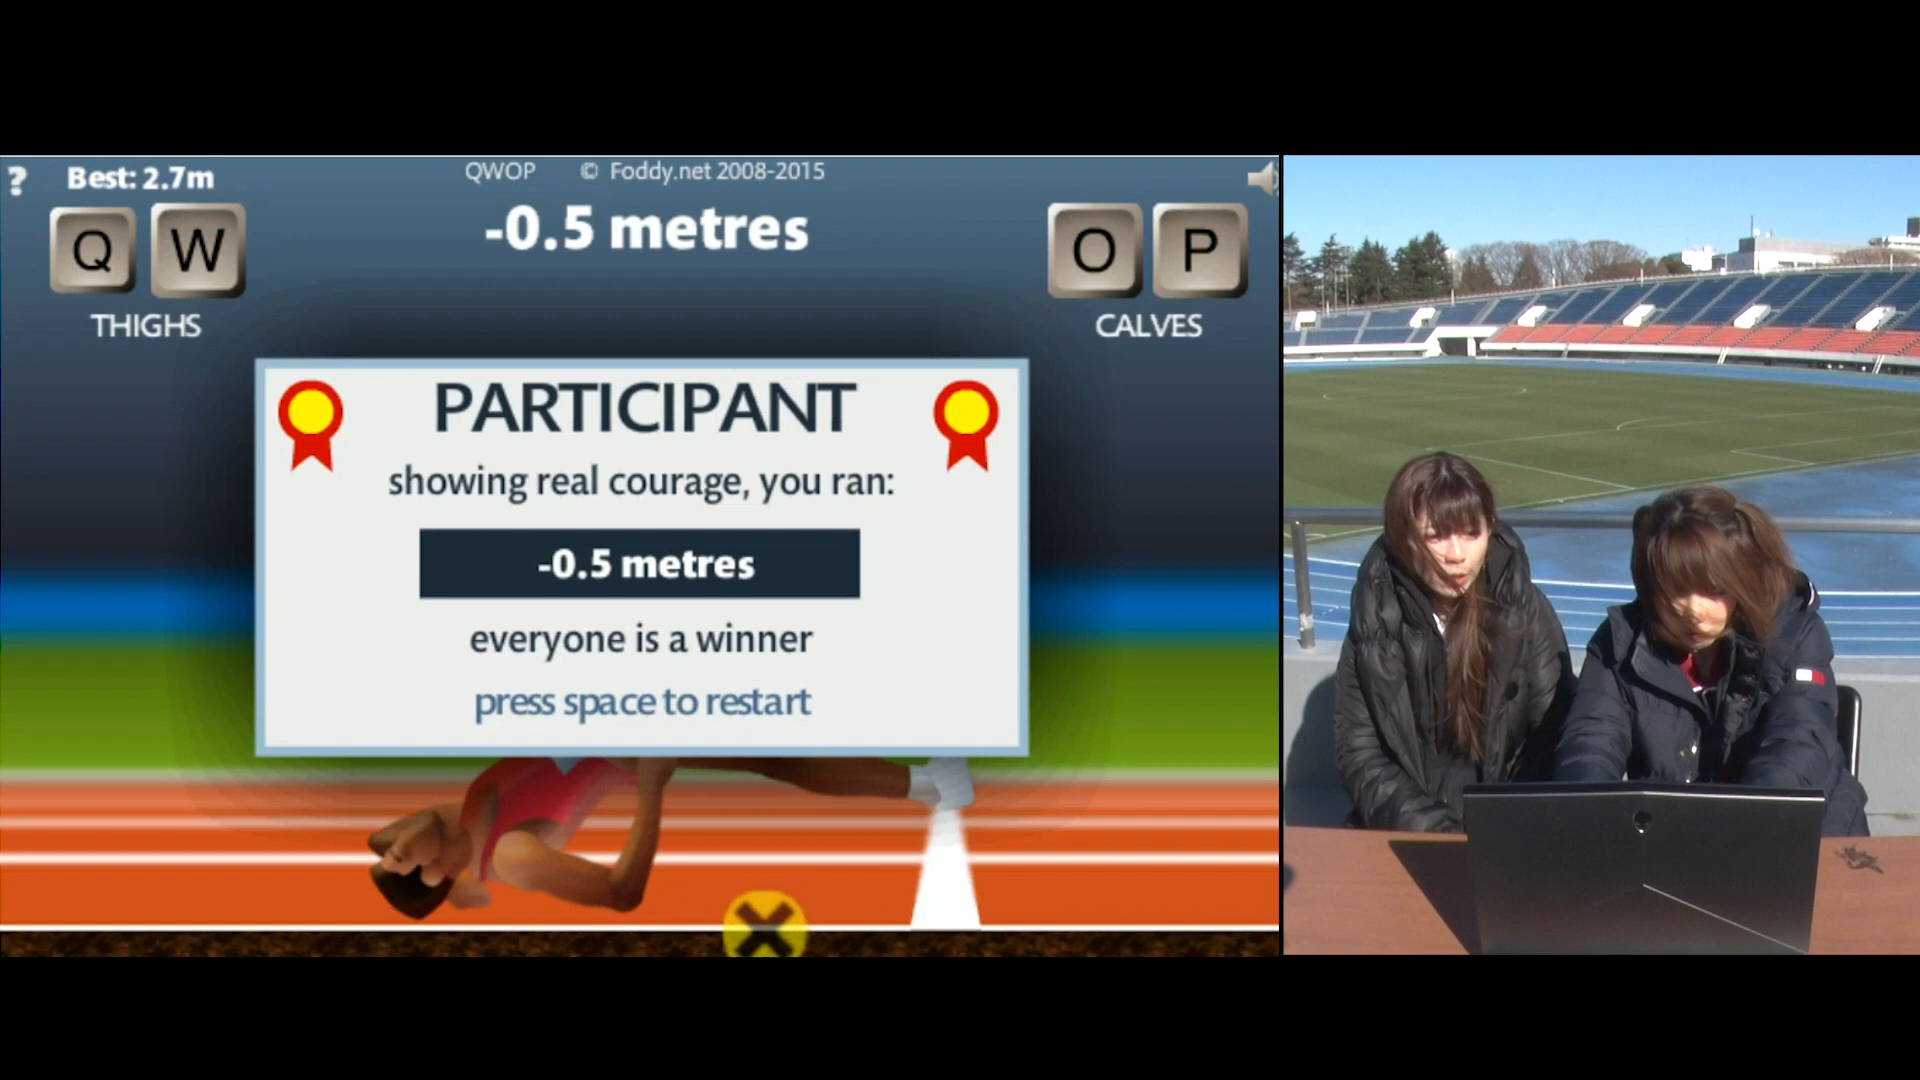 ? Best: 2.7m
QWOP © Foddy.net 2008-2015
-0.5 metres
Q W
THIGHS
O P
CALVES
PARTICIPANT
showing real courage, you ran:
-0.5 metres
everyone is a winner
press space to restart